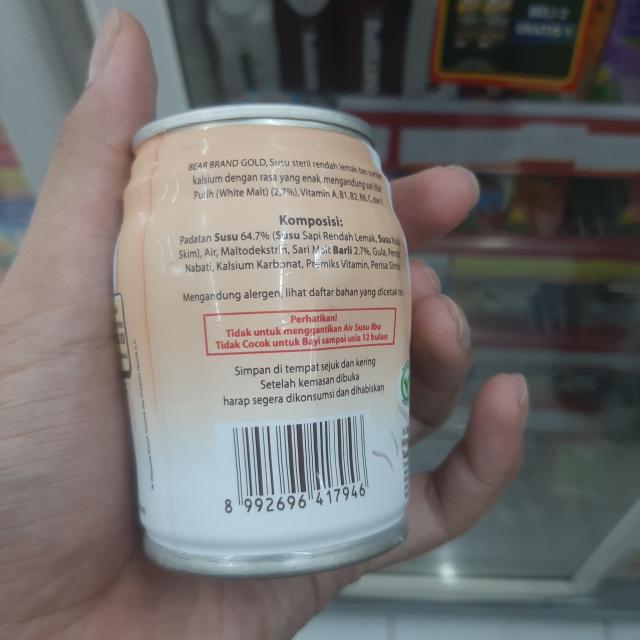 BEAR BRAND GOLD, Susu steril rendah lemak dan sumber
kalsium dengan rasa yang enak mengandung sari Malt
Putih (White Malt) (2,7%), Vitamin A, B1, B2, B6, C, dan E.
Komposisi:
Padatan Susu 64.7% (Susu Sapi Rendah Lemak, Susu Bubuk
Skim), Air, Maltodekstrin, Sari Malt Barli 2.7%, Gula,
Nabati, Kalsium Karbonat, Premiks Vitamin, Perisa
Mengandung alergen, lihat daftar bahan yang dicetak
Perhatikan!
Tidak untuk menggantikan Air Susu Ibu
Tidak Cocok untuk Bayi sampai usia 12 bulan
Simpan di tempat sejuk dan kering
Setelah kemasan dibuka
harap segera dikonsumsi dan dihabiskan
8 992696 417946